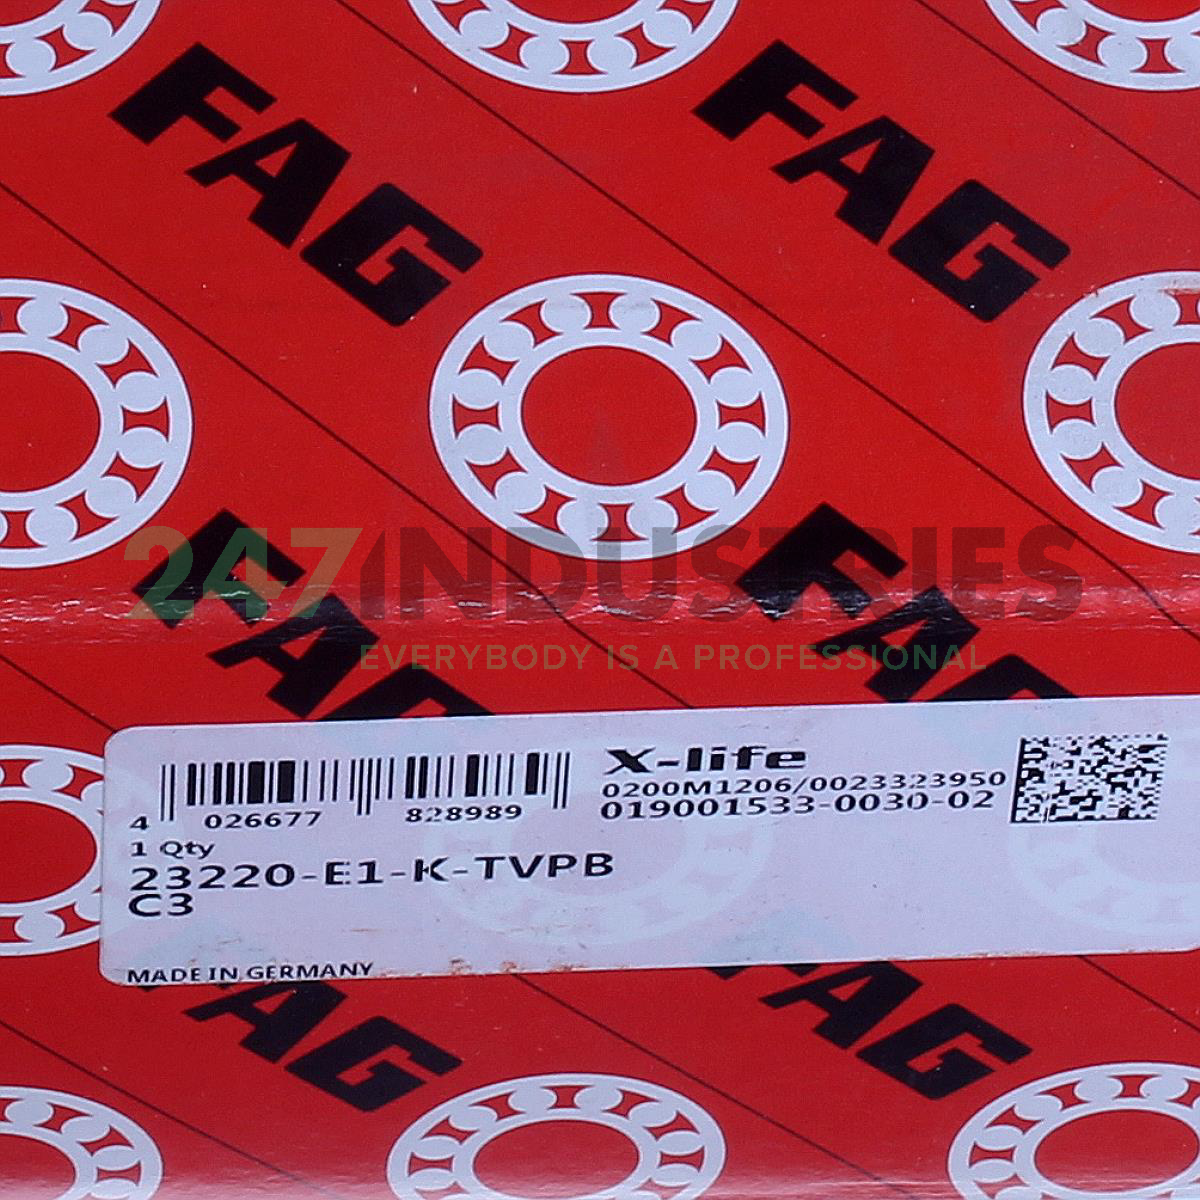 FAG FAG
FAG FAG
247INDUSTRIES
EVERYBODY IS A PROFESSIONAL
X-life
0200M1206/0023323950
019001533-0030-02
4 026677 828989
1 Qty
23220-E1-K-TVPB
C3
MADE IN GERMANY
FAG FAG